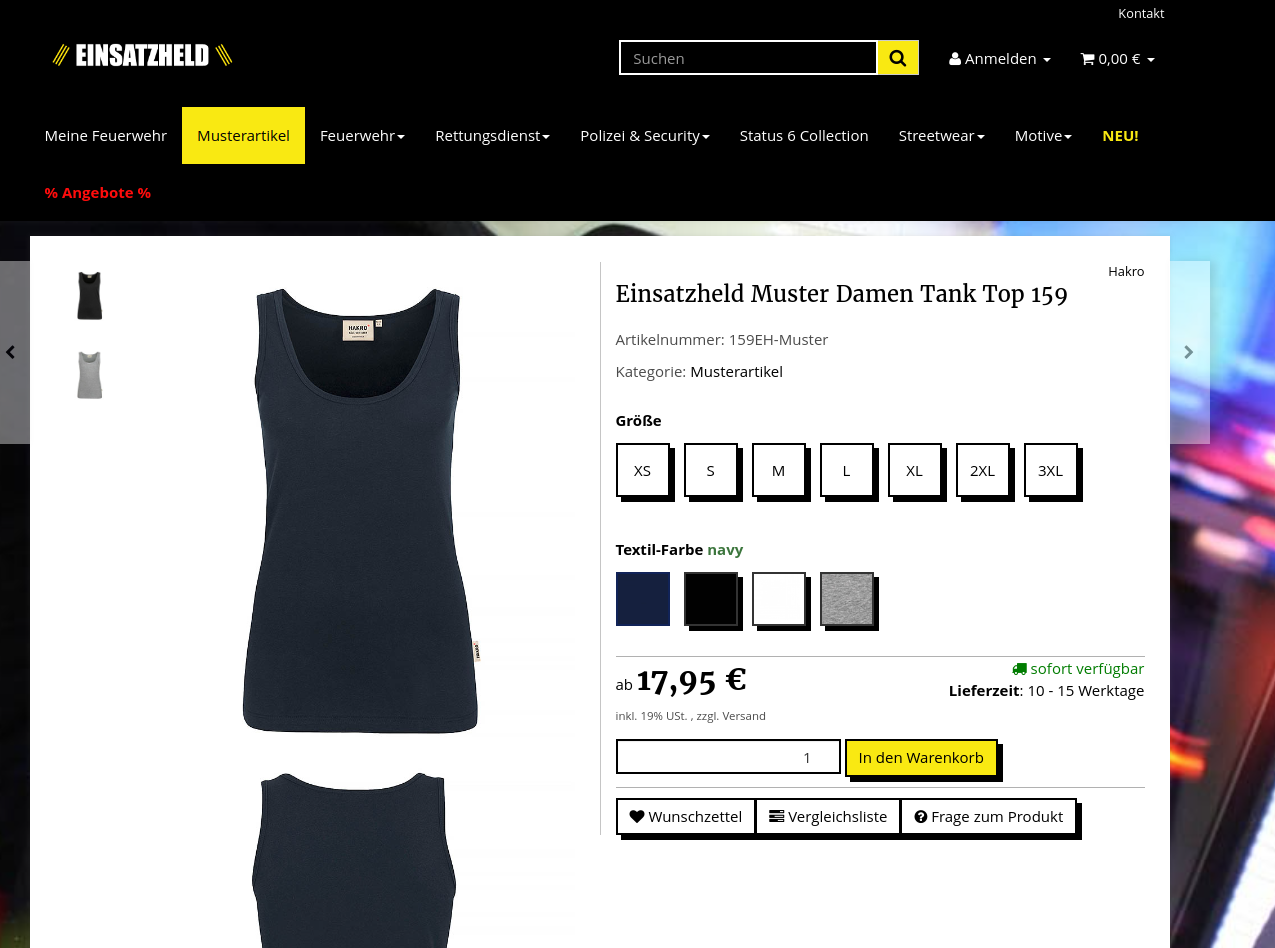 Kontakt
EINSATZHELD
Suchen
Anmelden
0,00 €
Meine Feuerwehr
Musterartikel
Feuerwehr
Rettungsdienst
Polizei & Security
Status 6 Collection
Streetwear
Motive
NEU!
% Angebote %
Hakro
Einsatzheld Muster Damen Tank Top 159
Artikelnummer: 159EH-Muster
Kategorie: Musterartikel
Größe
XS
S
M
L
XL
2XL
3XL
Textil-Farbe navy
ab 17,95 €
sofort verfügbar
Lieferzeit: 10 - 15 Werktage
inkl. 19% USt. , zzgl. Versand
1
In den Warenkorb
Wunschzettel
Vergleichsliste
Frage zum Produkt
HAKRO